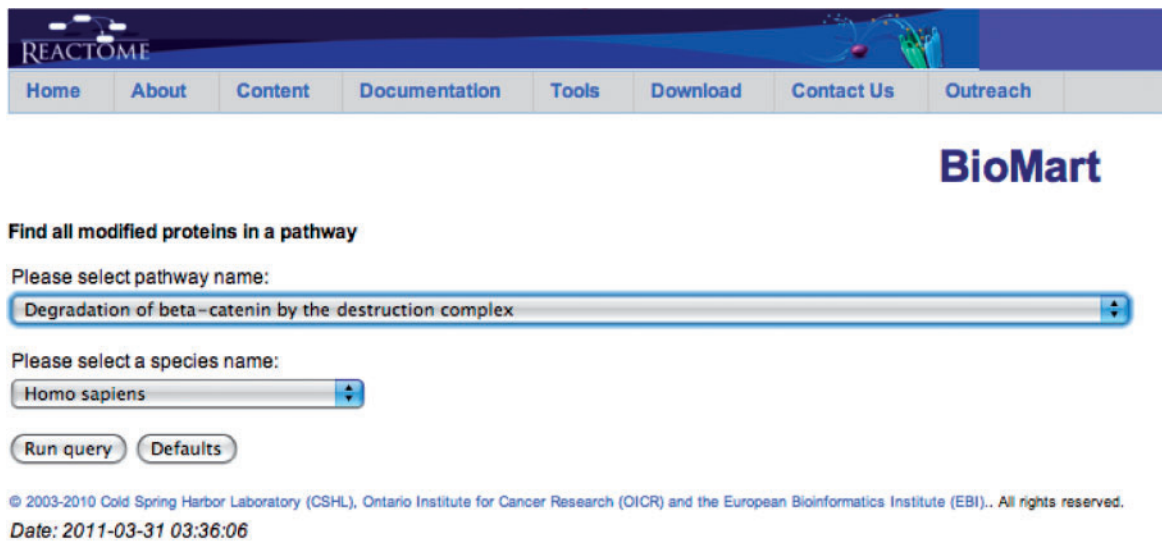 REACTOME
Home About Content Documentation Tools Download Contact Us Outreach
BioMart
Find all modified proteins in a pathway
Please select pathway name:
Degradation of beta-catenin by the destruction complex
Please select a species name:
Homo sapiens
Run query Defaults
© 2003-2010 Cold Spring Harbor Laboratory (CSHL), Ontario Institute for Cancer Research (OICR) and the European Bioinformatics Institute (EBI).. All rights reserved.
Date: 2011-03-31 03:36:06